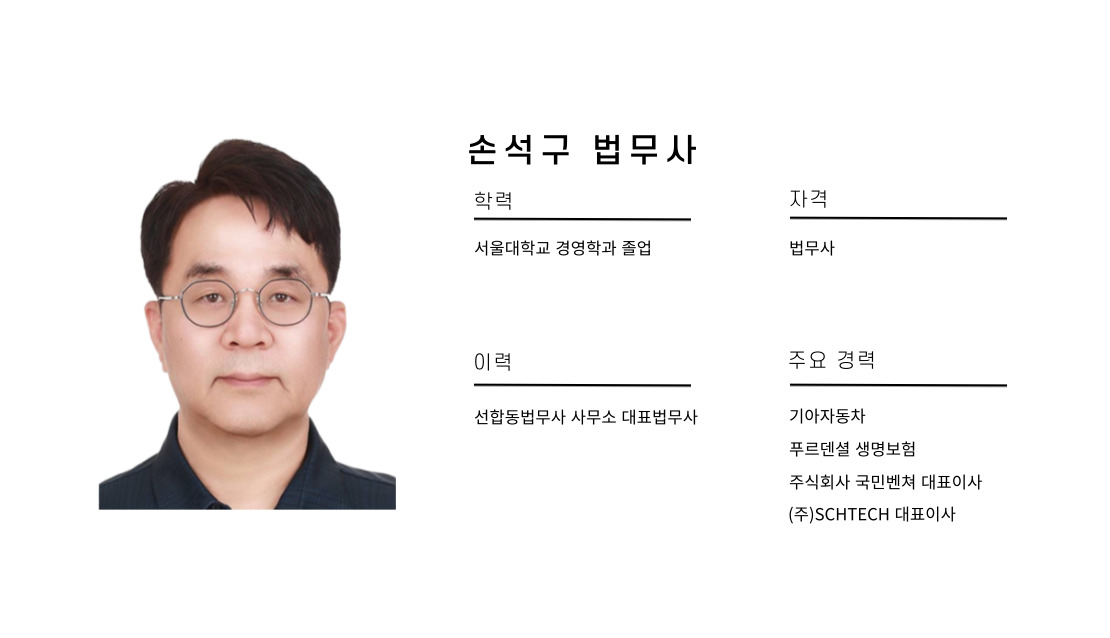 손석구 법무사
학력
서울대학교 경영학과 졸업
자격
법무사
이력
선합동법무사 사무소 대표법무사
주요 경력
기아자동차
푸르덴셜 생명보험
주식회사 국민벤쳐 대표이사
(주)SCHTECH 대표이사